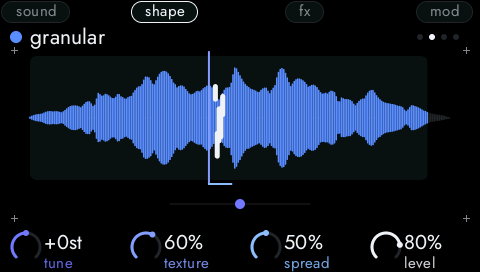 sound shape fx mod
granular
+0st 60% 50% 80%
tune texture spread level